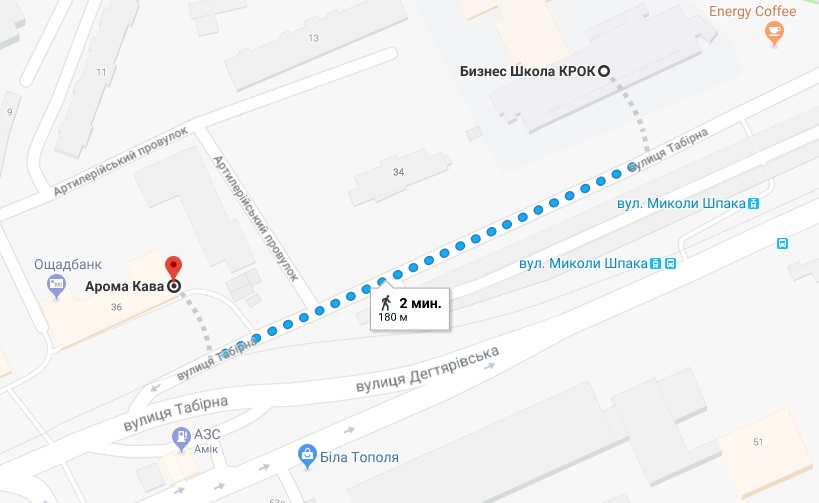 Energy Coffee
13
11
Бизнес Школа КРОК
9
Артилерійський провулок
Артилерійський провулок
34
вулиця Табірна
вул. Миколи Шпака
вул. Миколи Шпака
Ощадбанк
Арома Кава
36
2 мин.
180 м
вулиця Табірна
вулиця Дегтярівська
вулиця Табірна
АЗС
Амік
Біла Тополя
51